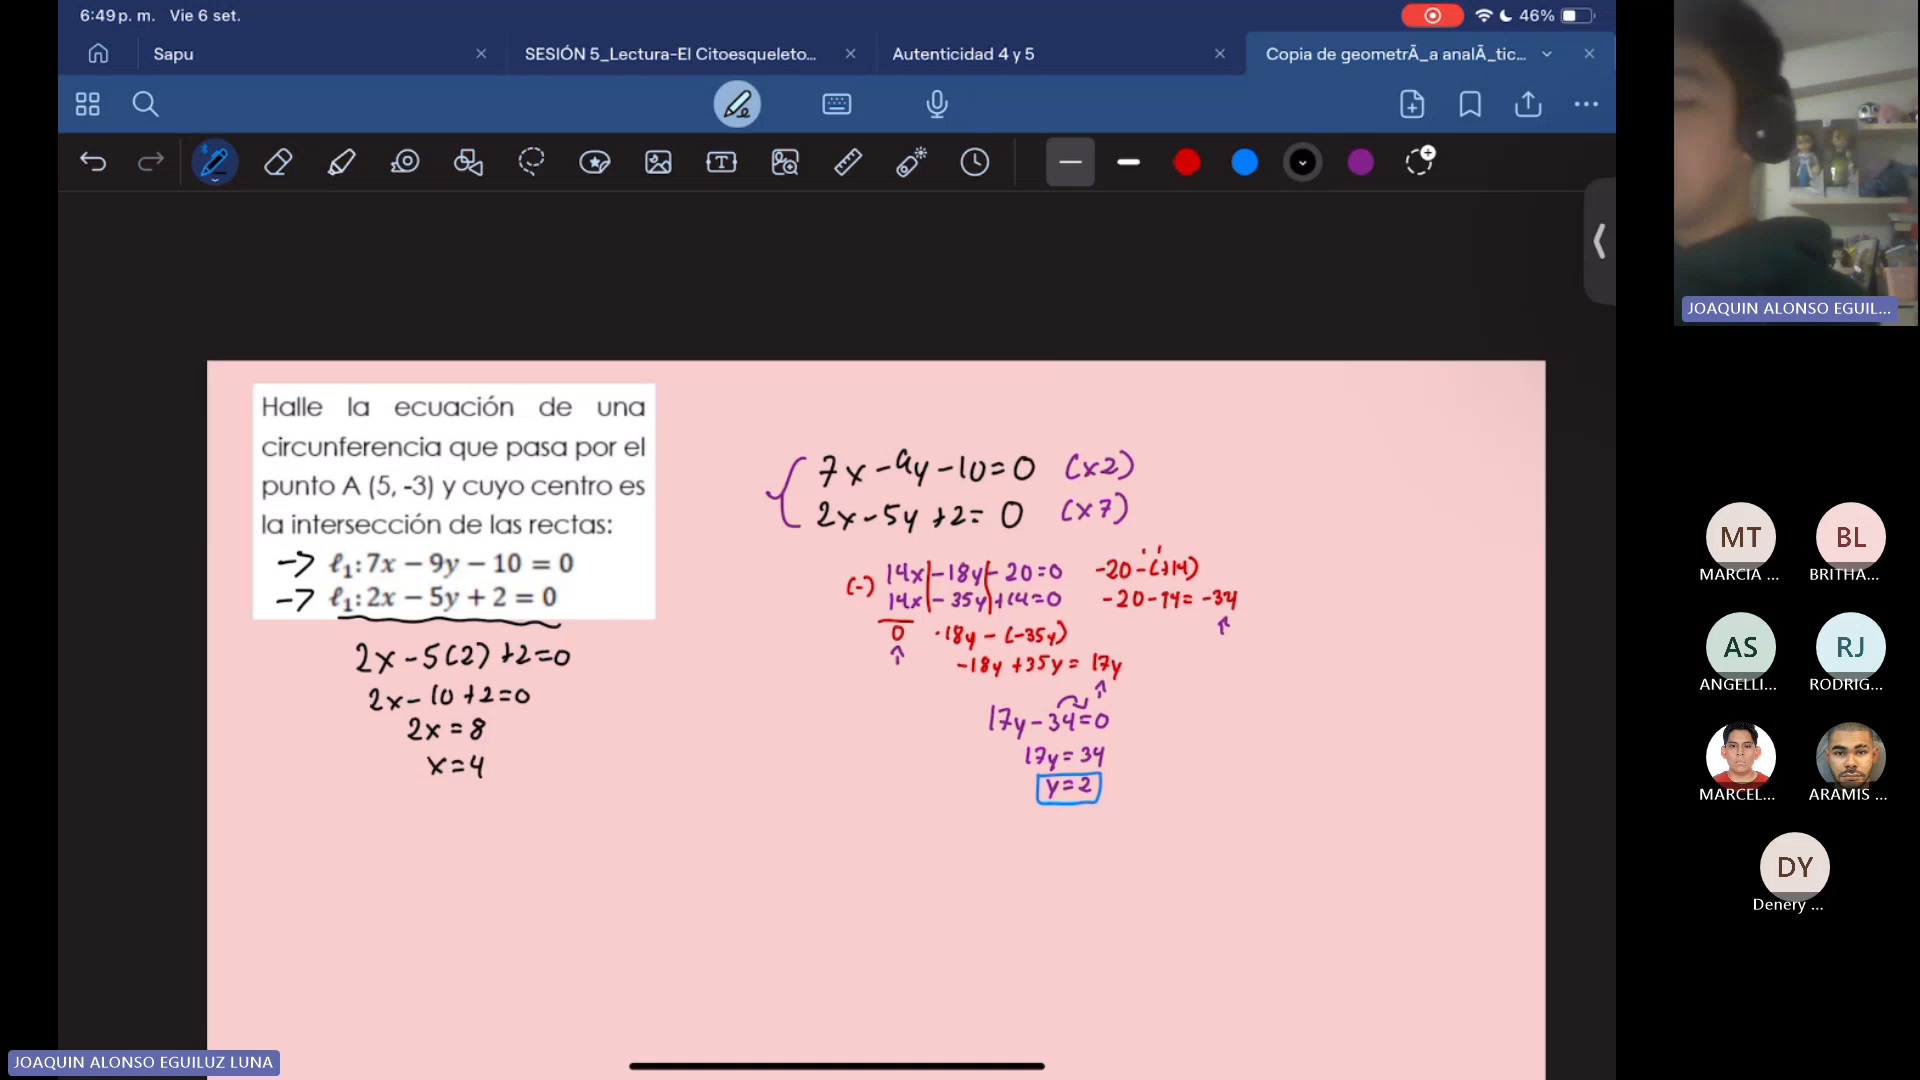 6:49 p. m. Vie 6 set.
46%
Sapu
SESIÓN 5_Lectura-El Citoesqueleto...
Autenticidad 4 y 5
Copia de geometrÃ_a analÃ_tic...
Halle la ecuación de una
circunferencia que pasa por el
punto A (5, -3) y cuyo centro es
la intersección de las rectas:
→ ℓ₁: 7x − 9y − 10 = 0
→ ℓ₁: 2x − 5y + 2 = 0
2x - 5(2) + 2 = 0
2x - 10 + 2 = 0
2x = 8
x = 4
7x - 9y - 10 = 0 (x2)
2x - 5y + 2 = 0 (x7)
(-) 14x - 18y - 20 = 0
14x - 35y + 14 = 0
0
-20 - (+14)
-20 - 14 = -34
-18y - (-35y)
-18y + 35y = 17y
17y - 34 = 0
17y = 34
y = 2
JOAQUIN ALONSO EGUIL...
MT
MARCIA ...
BL
BRITHA...
AS
ANGELLI...
RJ
RODRIG...
MARCEL...
ARAMIS ...
DY
Denery ...
JOAQUIN ALONSO EGUILUZ LUNA